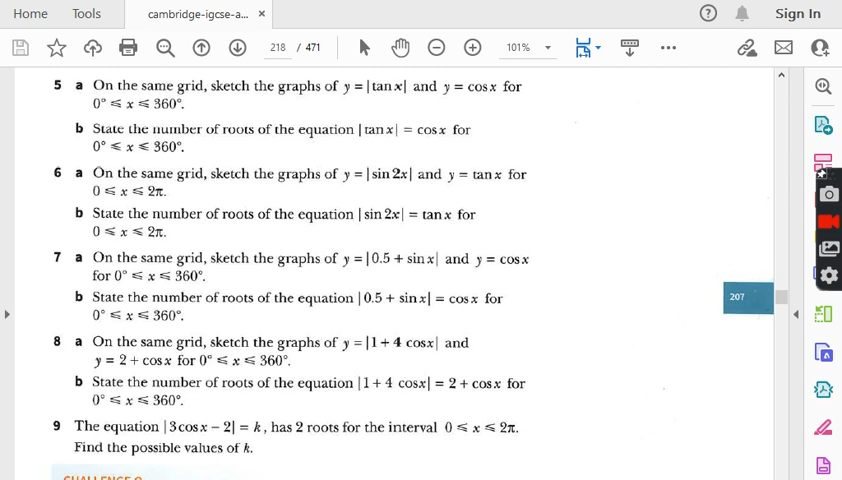 Home Tools cambridge-igcse-a... × Sign In
218 / 471 101%
5 a On the same grid, sketch the graphs of y = |tan x| and y = cos x for
0° ⩽ x ⩽ 360°.
b State the number of roots of the equation |tan x| = cos x for
0° ⩽ x ⩽ 360°.
6 a On the same grid, sketch the graphs of y = |sin 2x| and y = tan x for
0 ⩽ x ⩽ 2π.
b State the number of roots of the equation |sin 2x| = tan x for
0 ⩽ x ⩽ 2π.
7 a On the same grid, sketch the graphs of y = |0.5 + sin x| and y = cos x
for 0° ⩽ x ⩽ 360°.
b State the number of roots of the equation |0.5 + sin x| = cos x for
0° ⩽ x ⩽ 360°.
207
8 a On the same grid, sketch the graphs of y = |1 + 4 cosx| and
y = 2 + cos x for 0° ⩽ x ⩽ 360°.
b State the number of roots of the equation |1 + 4 cosx| = 2 + cos x for
0° ⩽ x ⩽ 360°.
9 The equation |3 cos x − 2| = k, has 2 roots for the interval 0 ⩽ x ⩽ 2π.
Find the possible values of k.